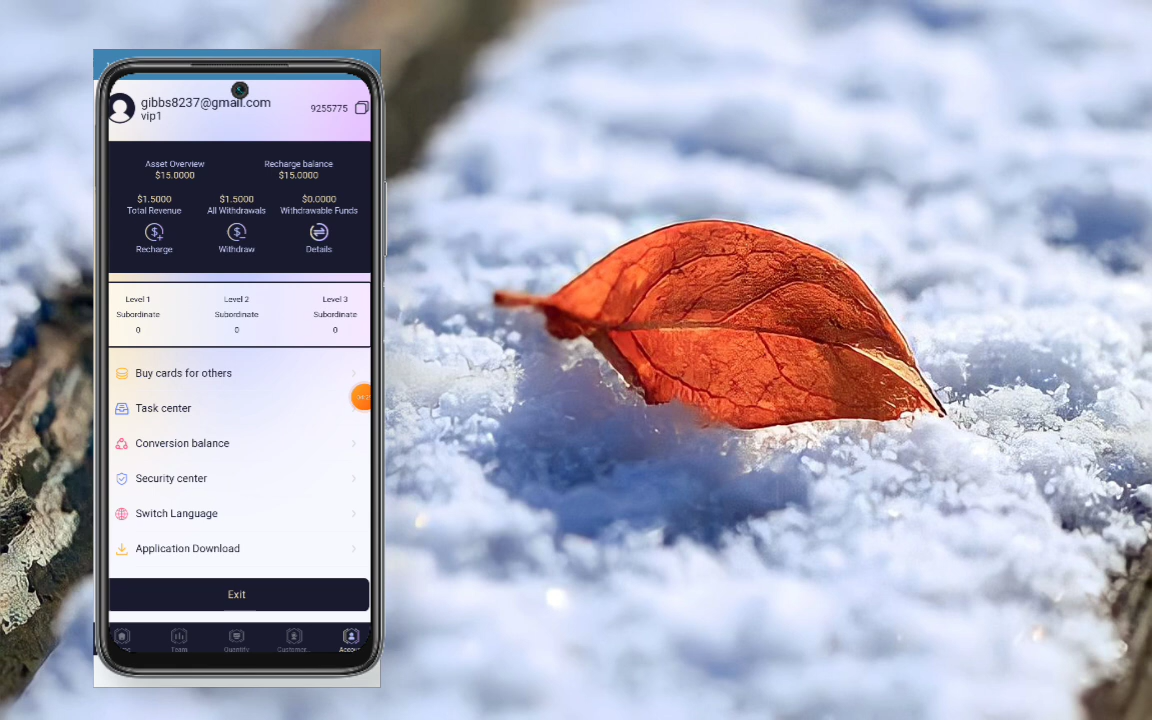 gibbs8237@gmail.com
vip1
9255775
Asset Overview
$15.0000
Recharge balance
$15.0000
$1.5000
Total Revenue
$1.5000
All Withdrawals
$0.0000
Withdrawable Funds
Recharge
Withdraw
Details
Level 1
Subordinate
0
Level 2
Subordinate
0
Level 3
Subordinate
0
Buy cards for others
Task center
Conversion balance
Security center
Switch Language
Application Download
Exit
Team
Quantify
Customer...